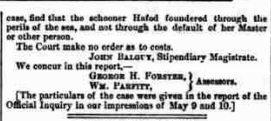 case, find that the schooner Hafod foundered through the
perils of the sea, and not through the default of her Master
or other person.
The Court make no order as to costs.
JOHN BALGUY, Stipendiary Magistrate.
We concur in this report,—
GEORGE H. FORSTER, } Assessors.
WM. PARFITT,
[The particulars of the case were given in the report of the
Official Inquiry in our impressions of May 9 and 10.]